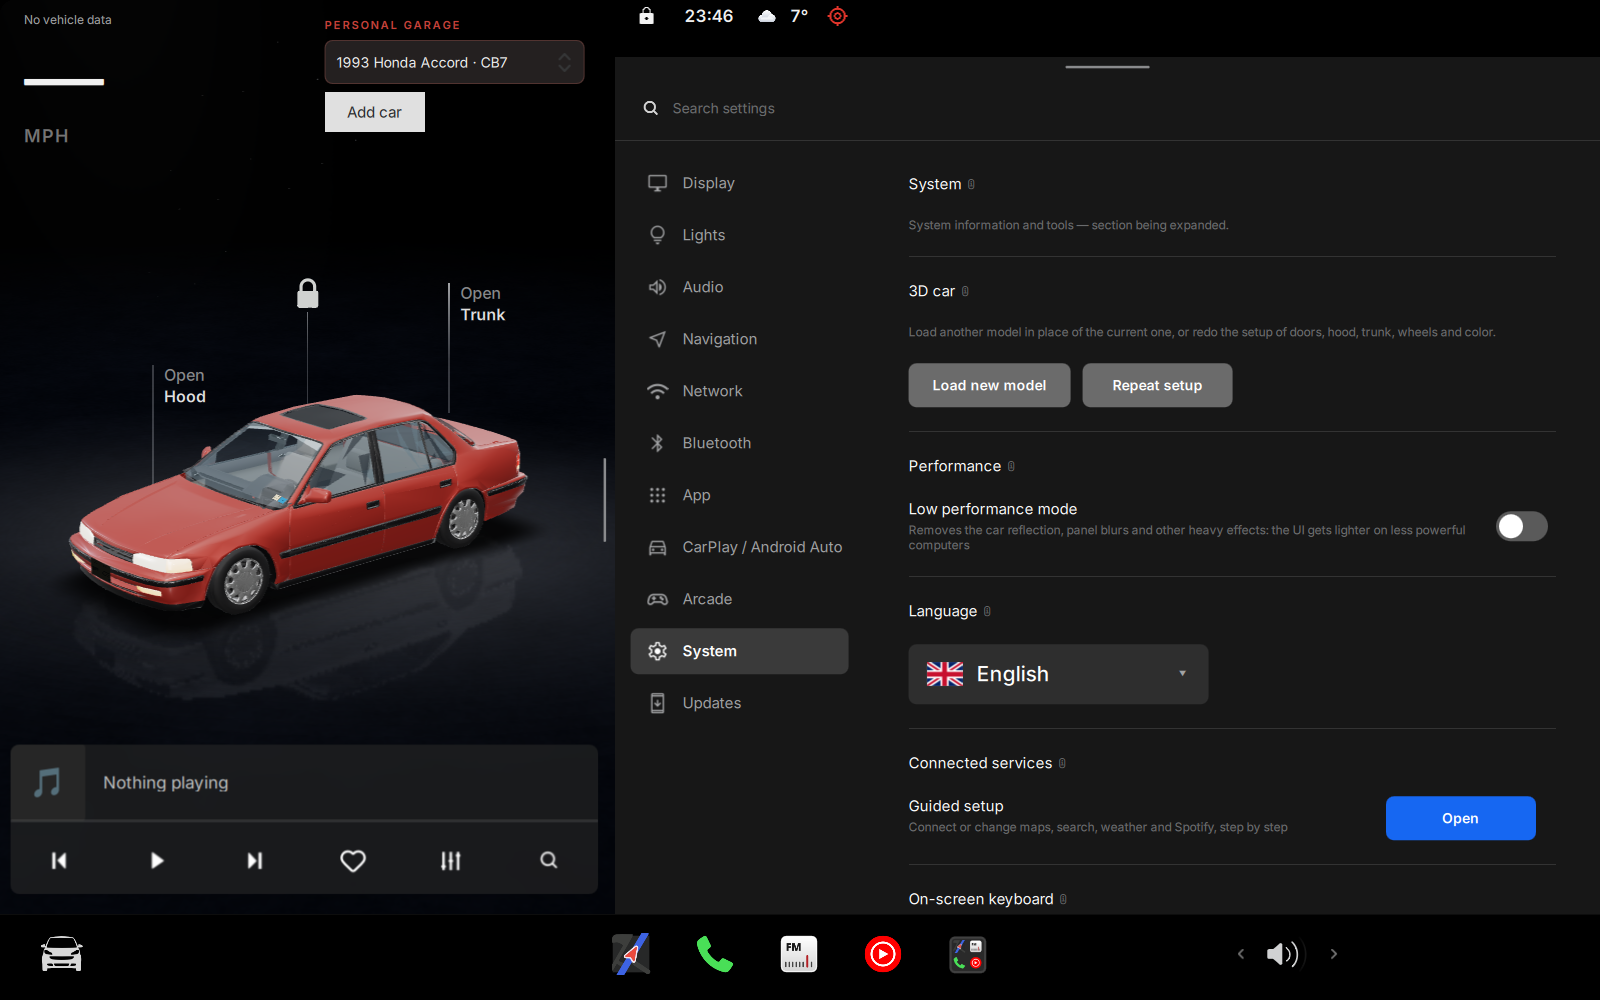 No vehicle data
MPH
PERSONAL GARAGE
1993 Honda Accord · CB7
Add car
Open
Trunk
Open
Hood
Nothing playing
23:46
7°
Search settings
Display
Lights
Audio
Navigation
Network
Bluetooth
App
CarPlay / Android Auto
Arcade
System
Updates
System
System information and tools — section being expanded.
3D car
Load another model in place of the current one, or redo the setup of doors, hood, trunk, wheels and color.
Load new model
Repeat setup
Performance
Low performance mode
Removes the car reflection, panel blurs and other heavy effects: the UI gets lighter on less powerful
computers
Language
English
Connected services
Guided setup
Connect or change maps, search, weather and Spotify, step by step
Open
On-screen keyboard
FM